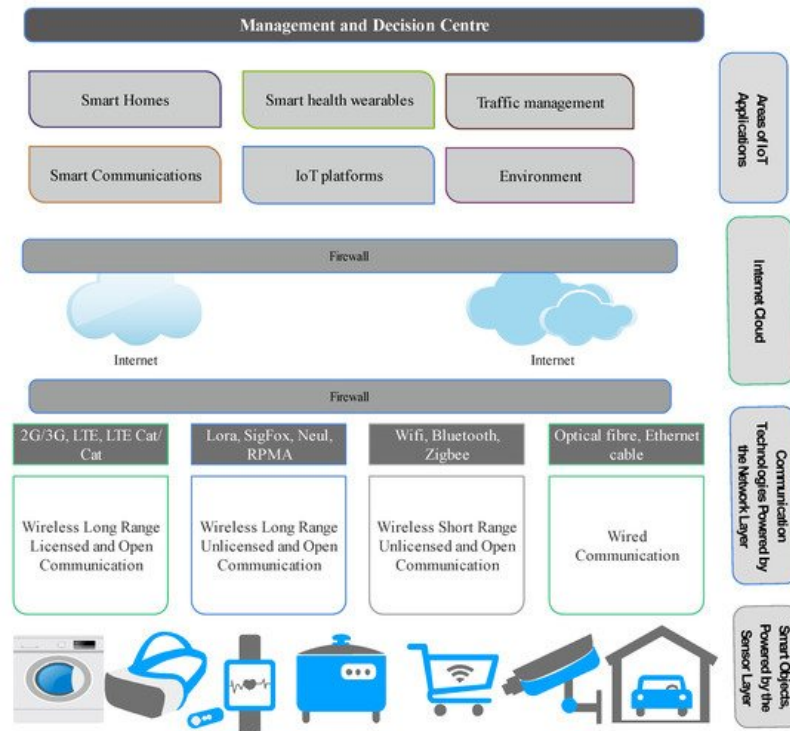 Management and Decision Centre
Smart Homes
Smart health wearables
Traffic management
Smart Communications
IoT platforms
Environment
Areas of IoT
Applications
Firewall
Internet
Internet
Internet Cloud
Firewall
2G/3G, LTE, LTE Cat/
Cat
Lora, SigFox, Neul,
RPMA
Wifi, Bluetooth,
Zigbee
Optical fibre, Ethernet
cable
Wireless Long Range
Licensed and Open
Communication
Wireless Long Range
Unlicensed and Open
Communication
Wireless Short Range
Unlicensed and Open
Communication
Wired
Communication
Communication
Technologies Powered by
the Network Layer
Smart Objects,
Powered by the
Sensor Layer